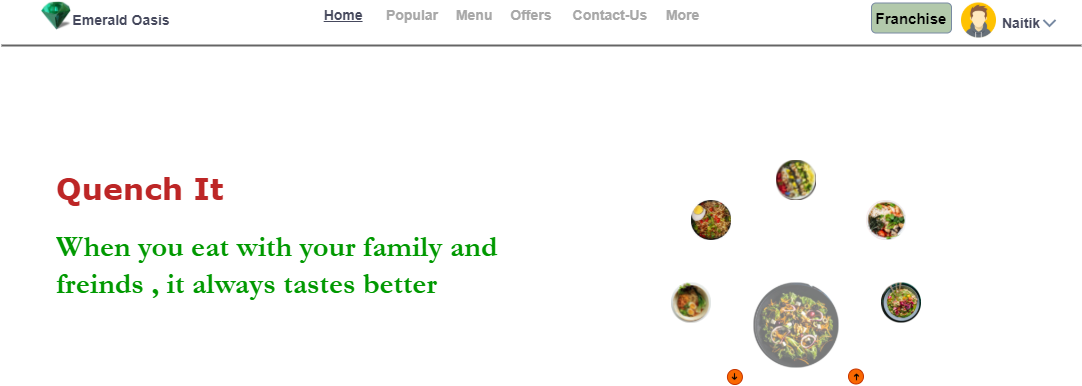 Emerald Oasis
Home Popular Menu Offers Contact-Us More
Franchise
Naitik
Quench It
When you eat with your family and
freinds , it always tastes better